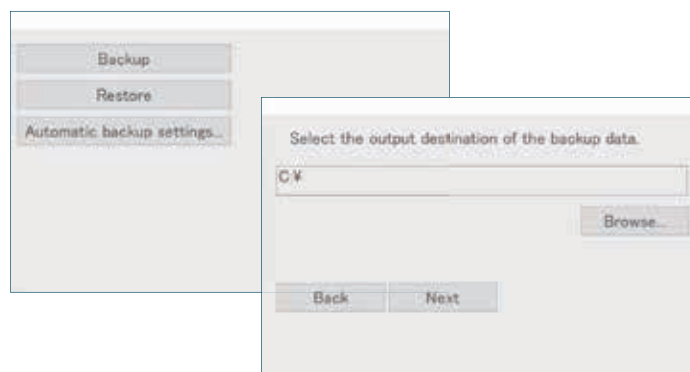 Backup
Restore
Automatic backup settings...
Select the output destination of the backup data.
C:¥
Browse...
Back
Next